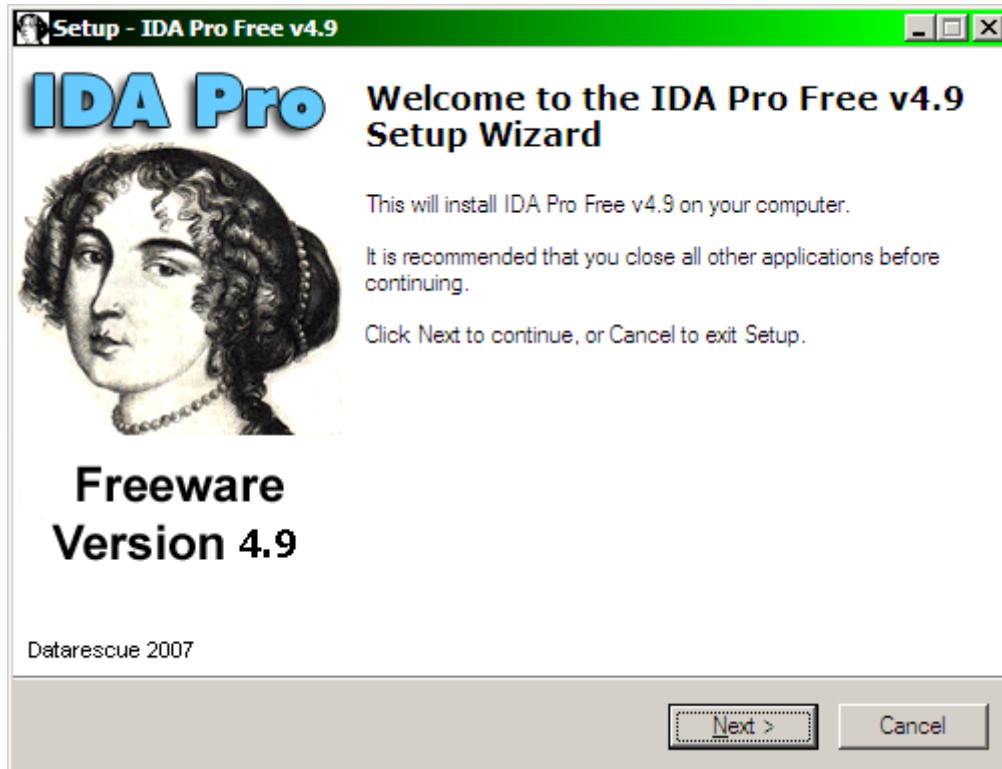 Setup - IDA Pro Free v4.9
IDA Pro
Welcome to the IDA Pro Free v4.9
Setup Wizard
This will install IDA Pro Free v4.9 on your computer.
It is recommended that you close all other applications before
continuing.
Click Next to continue, or Cancel to exit Setup.
Freeware
Version 4.9
Datarescue 2007
Next >
Cancel